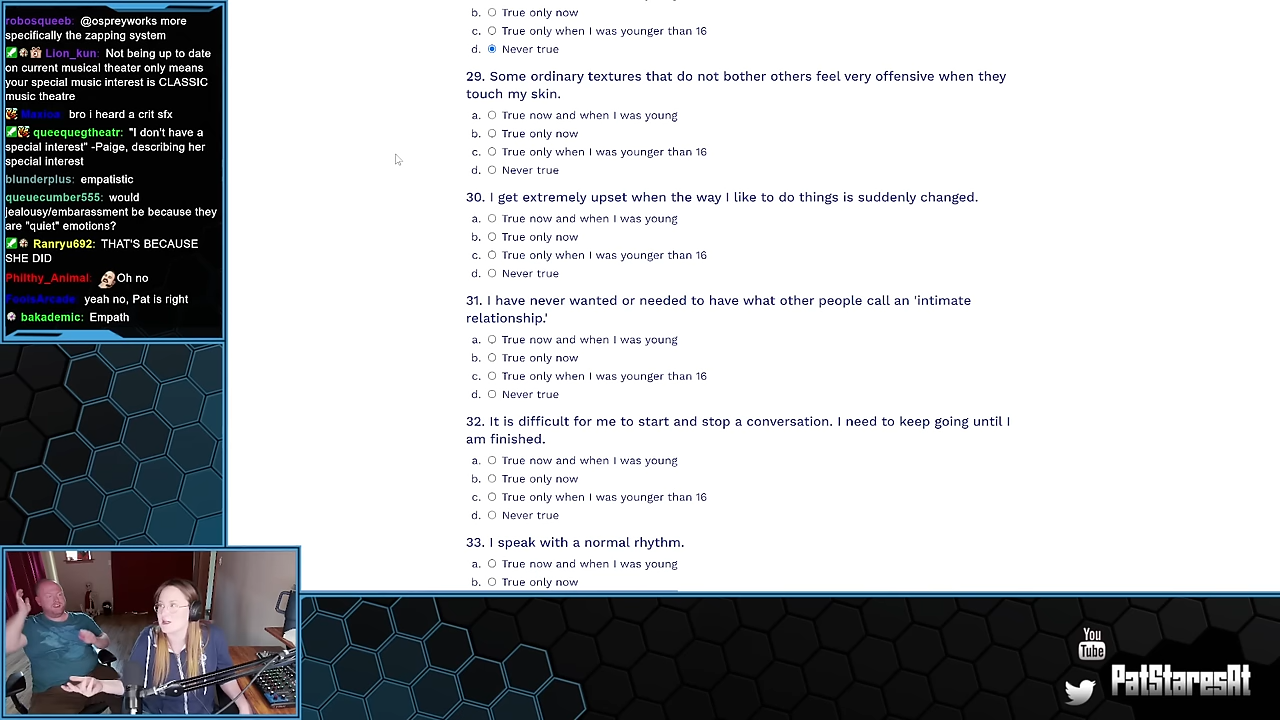 robosqueeb: @ospreyworks more
specifically the zapping system
Lion_kun: Not being up to date
on current musical theater only means
your special music interest is CLASSIC
music theatre
bro i heard a crit sfx
queequegtheatr: "I don't have a
special interest" -Paige, describing her
special interest
blunderplus: empatistic
queuecumber555: would
jealousy/embarassment be because they
are "quiet" emotions?
Ranryu692: THAT'S BECAUSE
SHE DID
Philthy_Animal: Oh no
FoolsArcade: yeah no, Pat is right
bakademic: Empath
b. True only now
c. True only when I was younger than 16
d. Never true
29. Some ordinary textures that do not bother others feel very offensive when they
touch my skin.
a. True now and when I was young
b. True only now
c. True only when I was younger than 16
d. Never true
30. I get extremely upset when the way I like to do things is suddenly changed.
a. True now and when I was young
b. True only now
c. True only when I was younger than 16
d. Never true
31. I have never wanted or needed to have what other people call an 'intimate
relationship.'
a. True now and when I was young
b. True only now
c. True only when I was younger than 16
d. Never true
32. It is difficult for me to start and stop a conversation. I need to keep going until I
am finished.
a. True now and when I was young
b. True only now
c. True only when I was younger than 16
d. Never true
33. I speak with a normal rhythm.
a. True now and when I was young
b. True only now
You
Tube
PatStaresAt